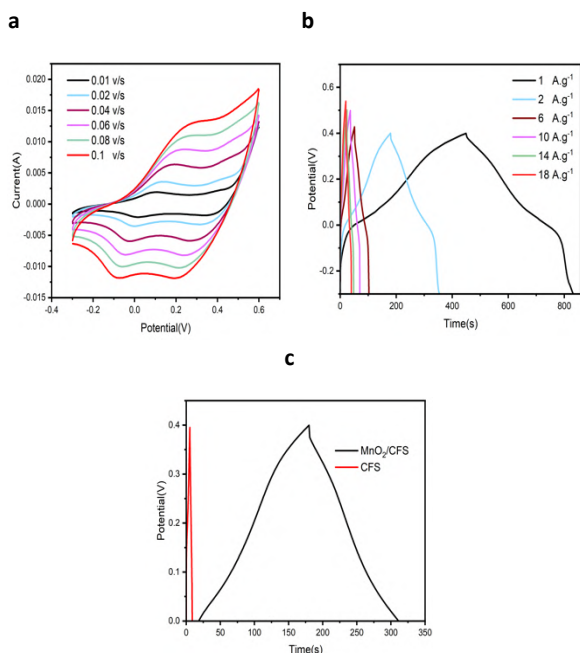 a
0.020
0.015
0.010
0.005
0.000
-0.005
-0.010
-0.015
Current(A)
0.01 v/s
0.02 v/s
0.04 v/s
0.06 v/s
0.08 v/s
0.1 v/s
-0.4 -0.2 0.0 0.2 0.4 0.6
Potential(V)
b
0.8
0.4
0.0
-0.2
Potential(V)
1 A.g⁻¹
2 A.g⁻¹
6 A.g⁻¹
10 A.g⁻¹
14 A.g⁻¹
18 A.g⁻¹
0 200 400 600 800
Time(s)
c
0.4
0.3
0.2
0.1
0.0
Potential(V)
MnO₂/CFS
CFS
0 50 100 150 200 250 300 350
Time(s)